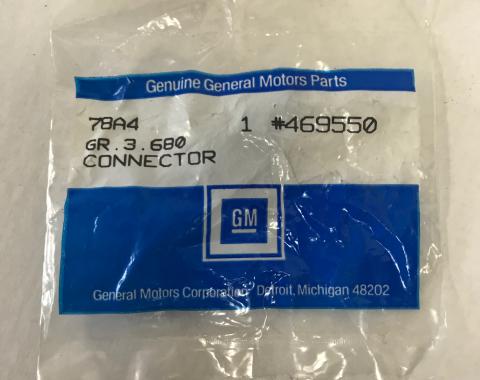 Genuine General Motors Parts
78A4 1 #469550
GR.3.680
CONNECTOR
GM
General Motors Corporation Detroit, Michigan 48202